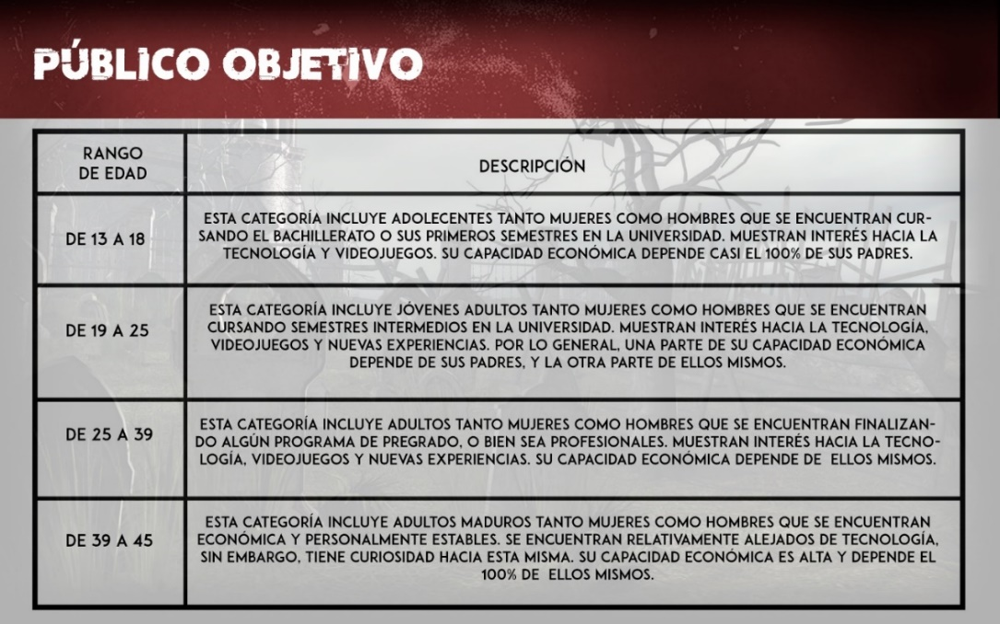 PÚBLICO OBJETIVO
RANGO
DE EDAD
DESCRIPCIÓN
DE 13 A 18
ESTA CATEGORÍA INCLUYE ADOLECENTES TANTO MUJERES COMO HOMBRES QUE SE ENCUENTRAN CUR-
SANDO EL BACHILLERATO O SUS PRIMEROS SEMESTRES EN LA UNIVERSIDAD. MUESTRAN INTERÉS HACIA LA
TECNOLOGÍA Y VIDEOJUEGOS. SU CAPACIDAD ECONÓMICA DEPENDE CASI EL 100% DE SUS PADRES.
DE 19 A 25
ESTA CATEGORÍA INCLUYE JÓVENES ADULTOS TANTO MUJERES COMO HOMBRES QUE SE ENCUENTRAN
CURSANDO SEMESTRES INTERMEDIOS EN LA UNIVERSIDAD. MUESTRAN INTERÉS HACIA LA TECNOLOGÍA,
VIDEOJUEGOS Y NUEVAS EXPERIENCIAS. POR LO GENERAL, UNA PARTE DE SU CAPACIDAD ECONÓMICA
DEPENDE DE SUS PADRES, Y LA OTRA PARTE DE ELLOS MISMOS.
DE 25 A 39
ESTA CATEGORÍA INCLUYE ADULTOS TANTO MUJERES COMO HOMBRES QUE SE ENCUENTRAN FINALIZAN-
DO ALGÚN PROGRAMA DE PREGRADO, O BIEN SEA PROFESIONALES. MUESTRAN INTERÉS HACIA LA TECNO-
LOGÍA, VIDEOJUEGOS Y NUEVAS EXPERIENCIAS. SU CAPACIDAD ECONÓMICA DEPENDE DE ELLOS MISMOS.
DE 39 A 45
ESTA CATEGORÍA INCLUYE ADULTOS MADUROS TANTO MUJERES COMO HOMBRES QUE SE ENCUENTRAN
ECONÓMICA Y PERSONALMENTE ESTABLES. SE ENCUENTRAN RELATIVAMENTE ALEJADOS DE TECNOLOGÍA,
SIN EMBARGO, TIENE CURIOSIDAD HACIA ESTA MISMA. SU CAPACIDAD ECONÓMICA ES ALTA Y DEPENDE EL
100% DE ELLOS MISMOS.